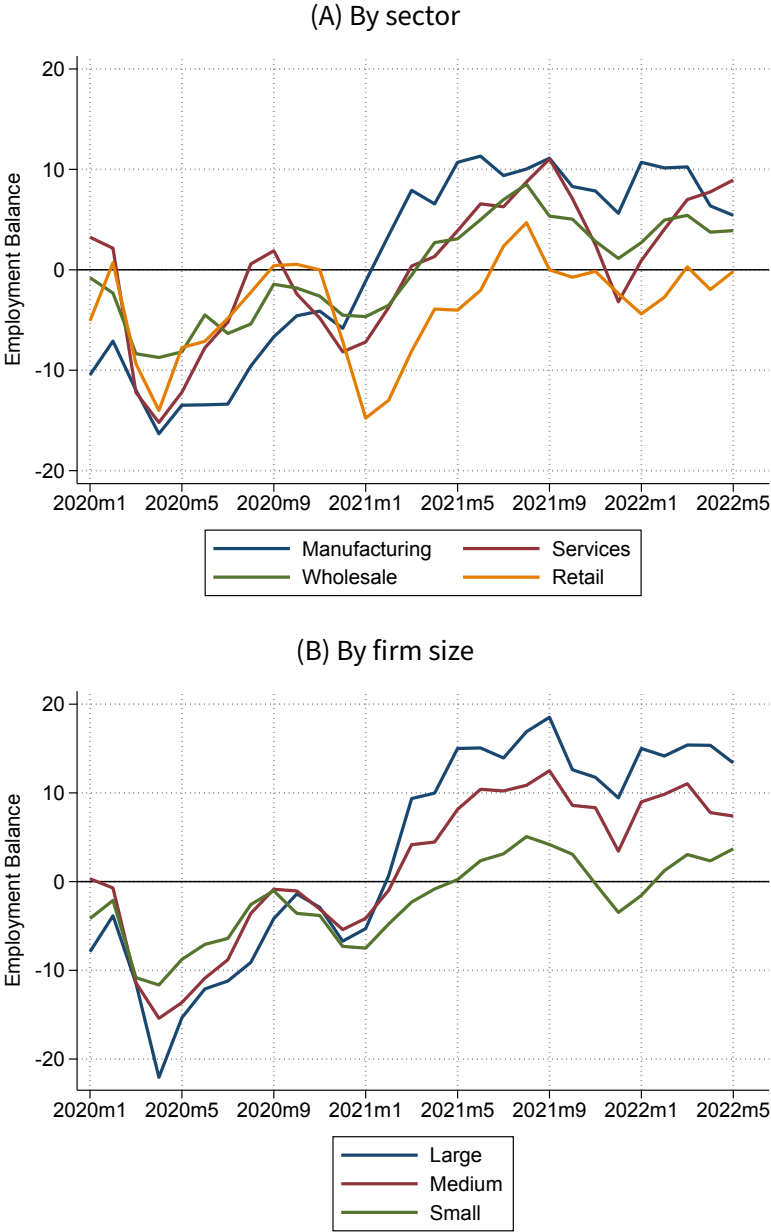 (A) By sector
20
10
0
-10
-20
Employment Balance
2020m1 2020m5 2020m9 2021m1 2021m5 2021m9 2022m1 2022m5
Manufacturing Services
Wholesale Retail
(B) By firm size
20
10
0
-10
-20
Employment Balance
2020m1 2020m5 2020m9 2021m1 2021m5 2021m9 2022m1 2022m5
Large
Medium
Small